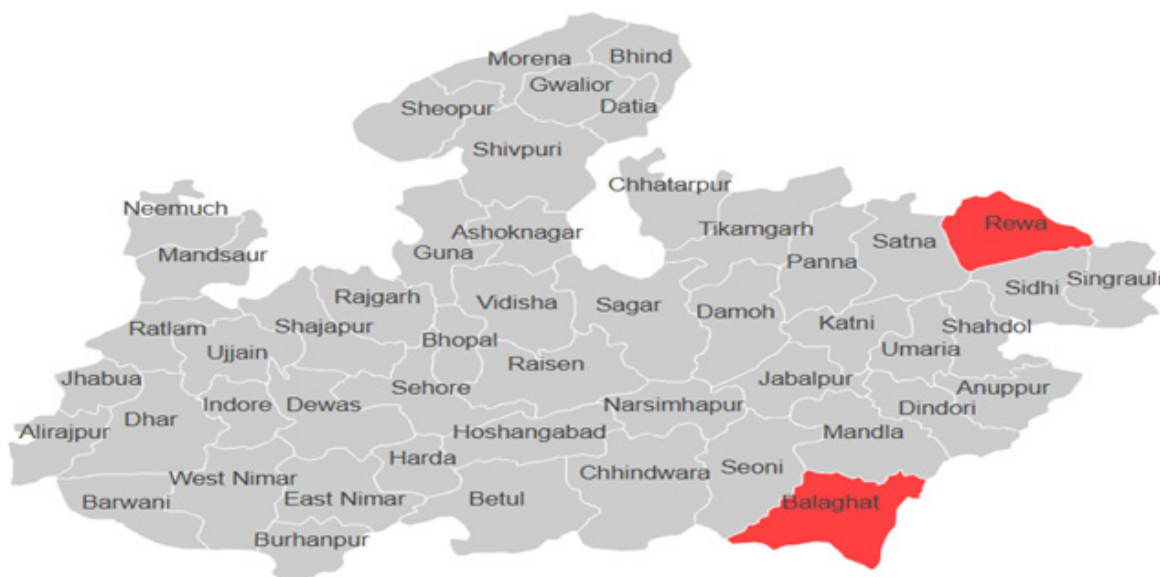 Morena
Bhind
Gwalior
Sheopur
Datia
Shivpuri
Chhatarpur
Neemuch
Rewa
Tikamgarh
Ashoknagar
Satna
Mandsaur
Guna
Panna
Singrauli
Sidhi
Rajgarh
Vidisha
Sagar
Damoh
Ratlam
Shajapur
Katni
Shahdol
Bhopal
Ujjain
Umaria
Raisen
Jhabua
Jabalpur
Sehore
Anuppur
Indore
Dewas
Narsimhapur
Dindori
Dhar
Alirajpur
Hoshangabad
Mandla
Harda
Seoni
Chhindwara
West Nimar
Barwani
East Nimar
Betul
Balaghat
Burhanpur